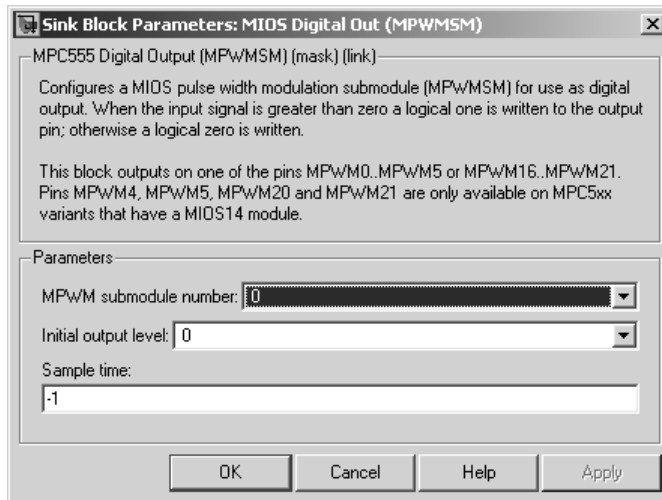 Sink Block Parameters: MIOS Digital Out (MPWMSM)
MPC555 Digital Output (MPWMSM) (mask) (link)
Configures a MIOS pulse width modulation submodule (MPWMSM) for use as digital
output. When the input signal is greater than zero a logical one is written to the output
pin; otherwise a logical zero is written.
This block outputs on one of the pins MPWM0..MPWM5 or MPWM16..MPWM21.
Pins MPWM4, MPWM5, MPWM20 and MPWM21 are only available on MPC5xx
variants that have a MIOS14 module.
Parameters
MPWM submodule number: 0
Initial output level: 0
Sample time:
-1
OK Cancel Help Apply